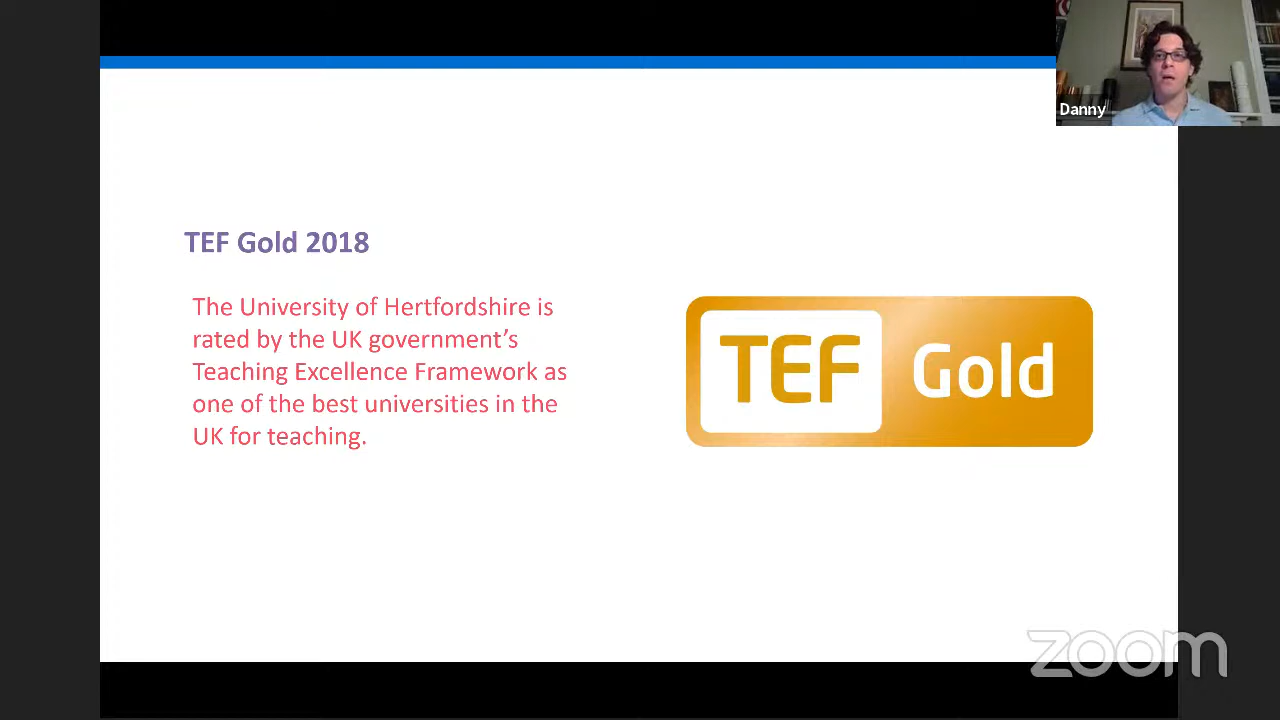 Danny
TEF Gold 2018
The University of Hertfordshire is
rated by the UK government’s
Teaching Excellence Framework as
one of the best universities in the
UK for teaching.
TEF Gold
zoom